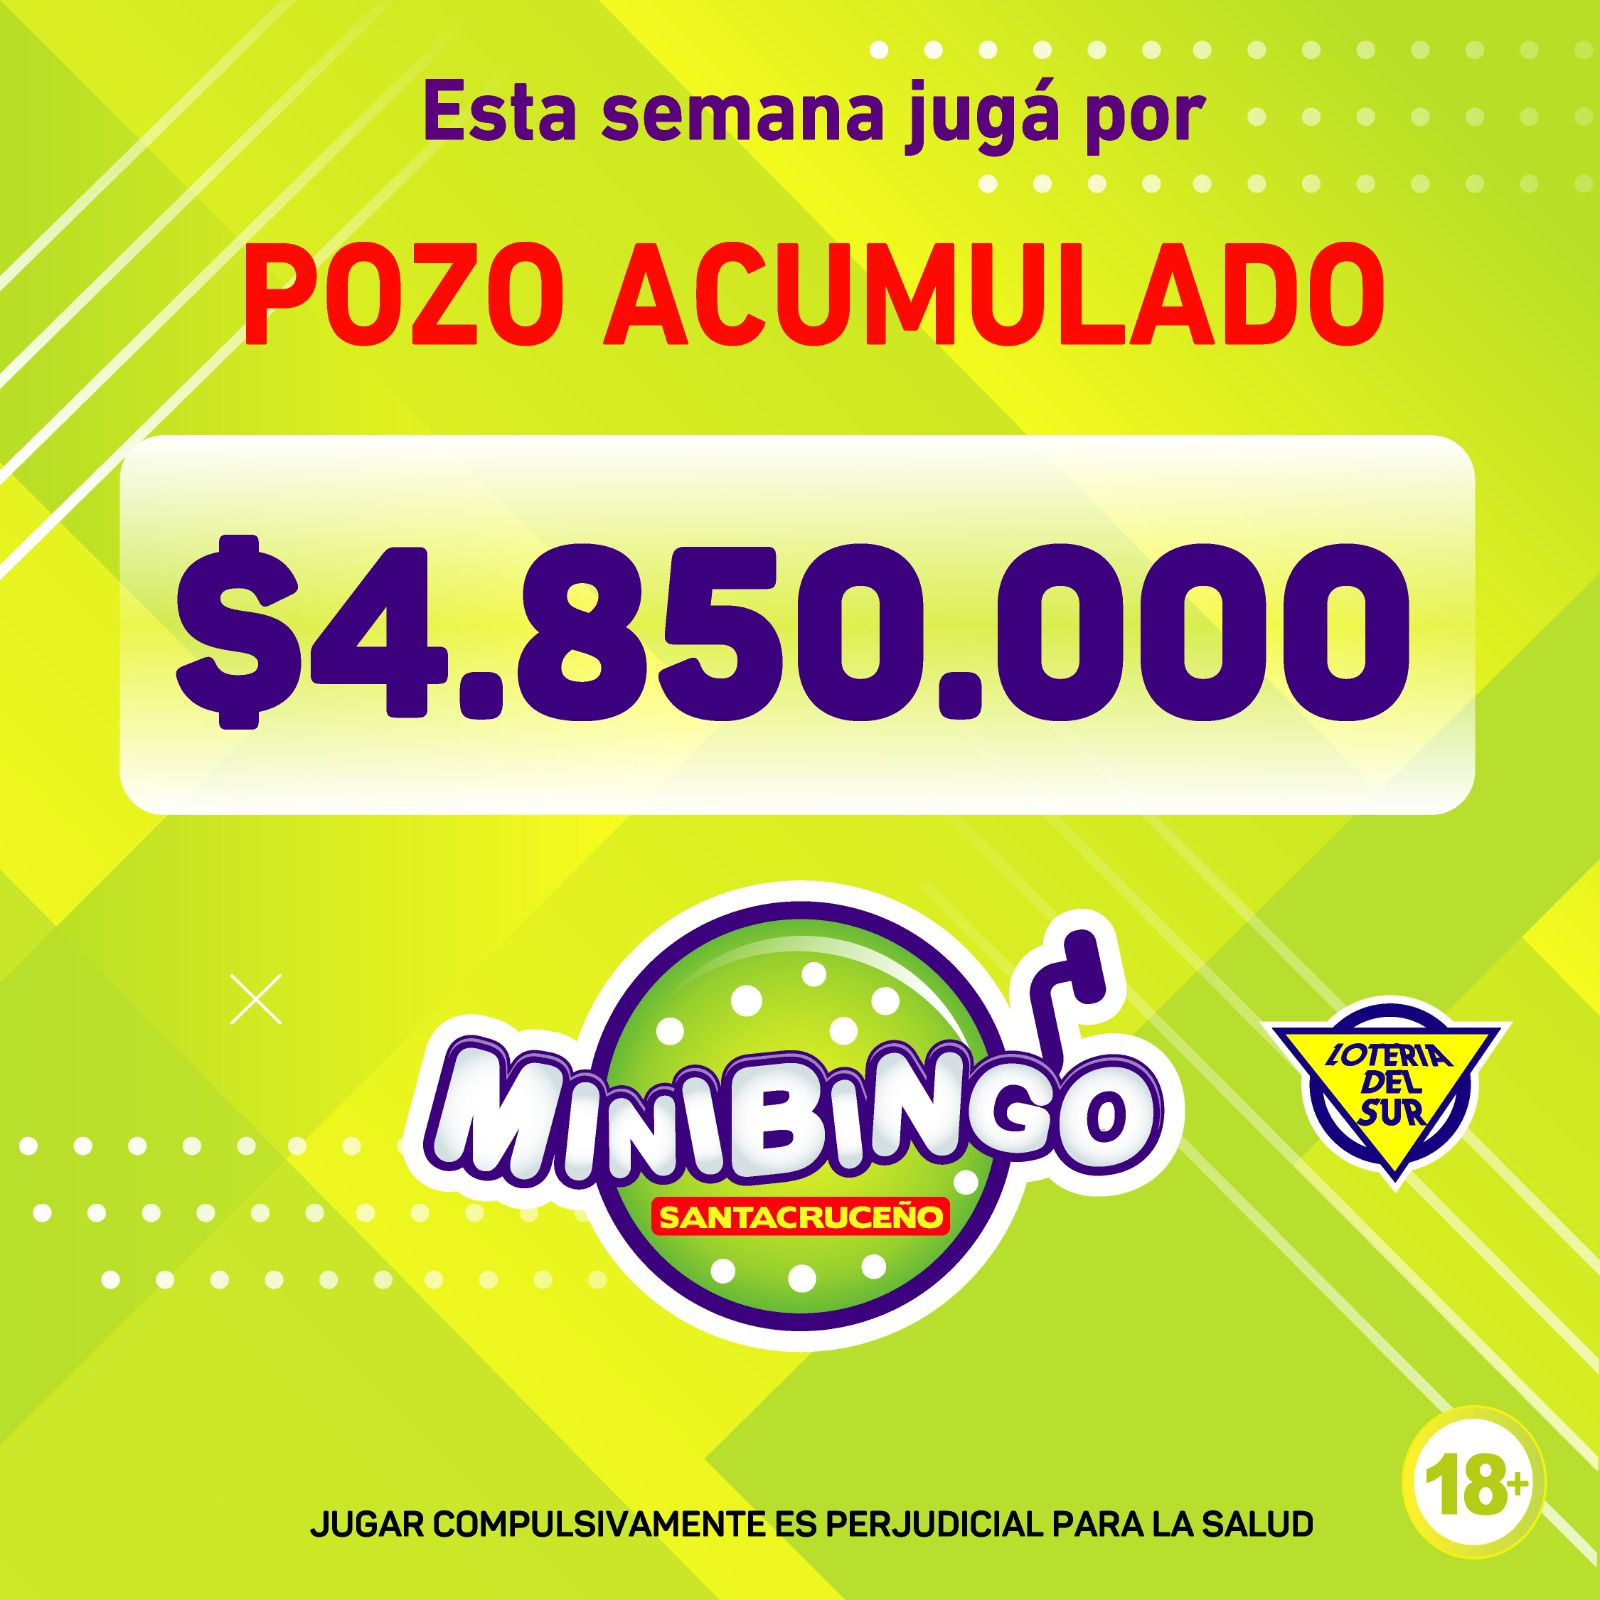 Esta semana jugá por
POZO ACUMULADO
$4.850.000
MINIBINGO
SANTACRUCEÑO
LOTERIA
DEL
SUR
18+
JUGAR COMPULSIVAMENTE ES PERJUDICIAL PARA LA SALUD